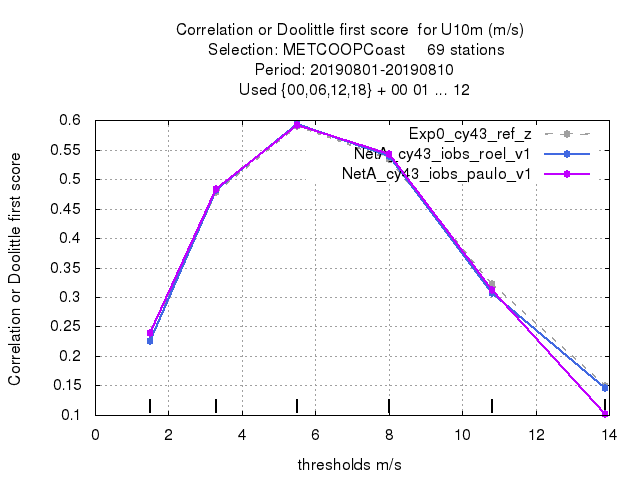 Correlation or Doolittle first score  for U10m (m/s)
Selection: METCOOPCoast     69 stations
Period: 20190801-20190810
Used {00,06,12,18} + 00 01 ... 12
Correlation or Doolittle first score
0.6
0.55
0.5
0.45
0.4
0.35
0.3
0.25
0.2
0.15
0.1
Exp0_cy43_ref_z
NetA_cy43_iobs_roel_v1
NetA_cy43_iobs_paulo_v1
0 2 4 6 8 10 12 14
thresholds m/s